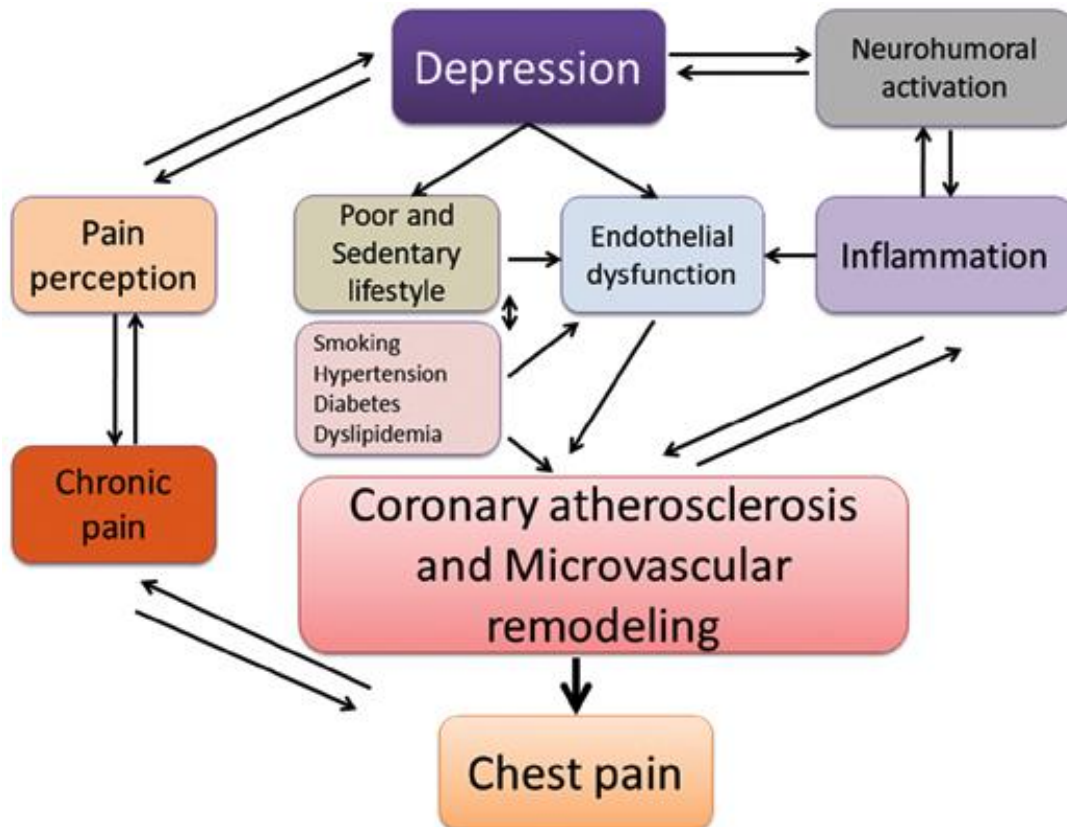 Depression
Neurohumoral
activation
Pain
perception
Poor and
Sedentary
lifestyle
Endothelial
dysfunction
Inflammation
Smoking
Hypertension
Diabetes
Dyslipidemia
Chronic
pain
Coronary atherosclerosis
and Microvascular
remodeling
Chest pain